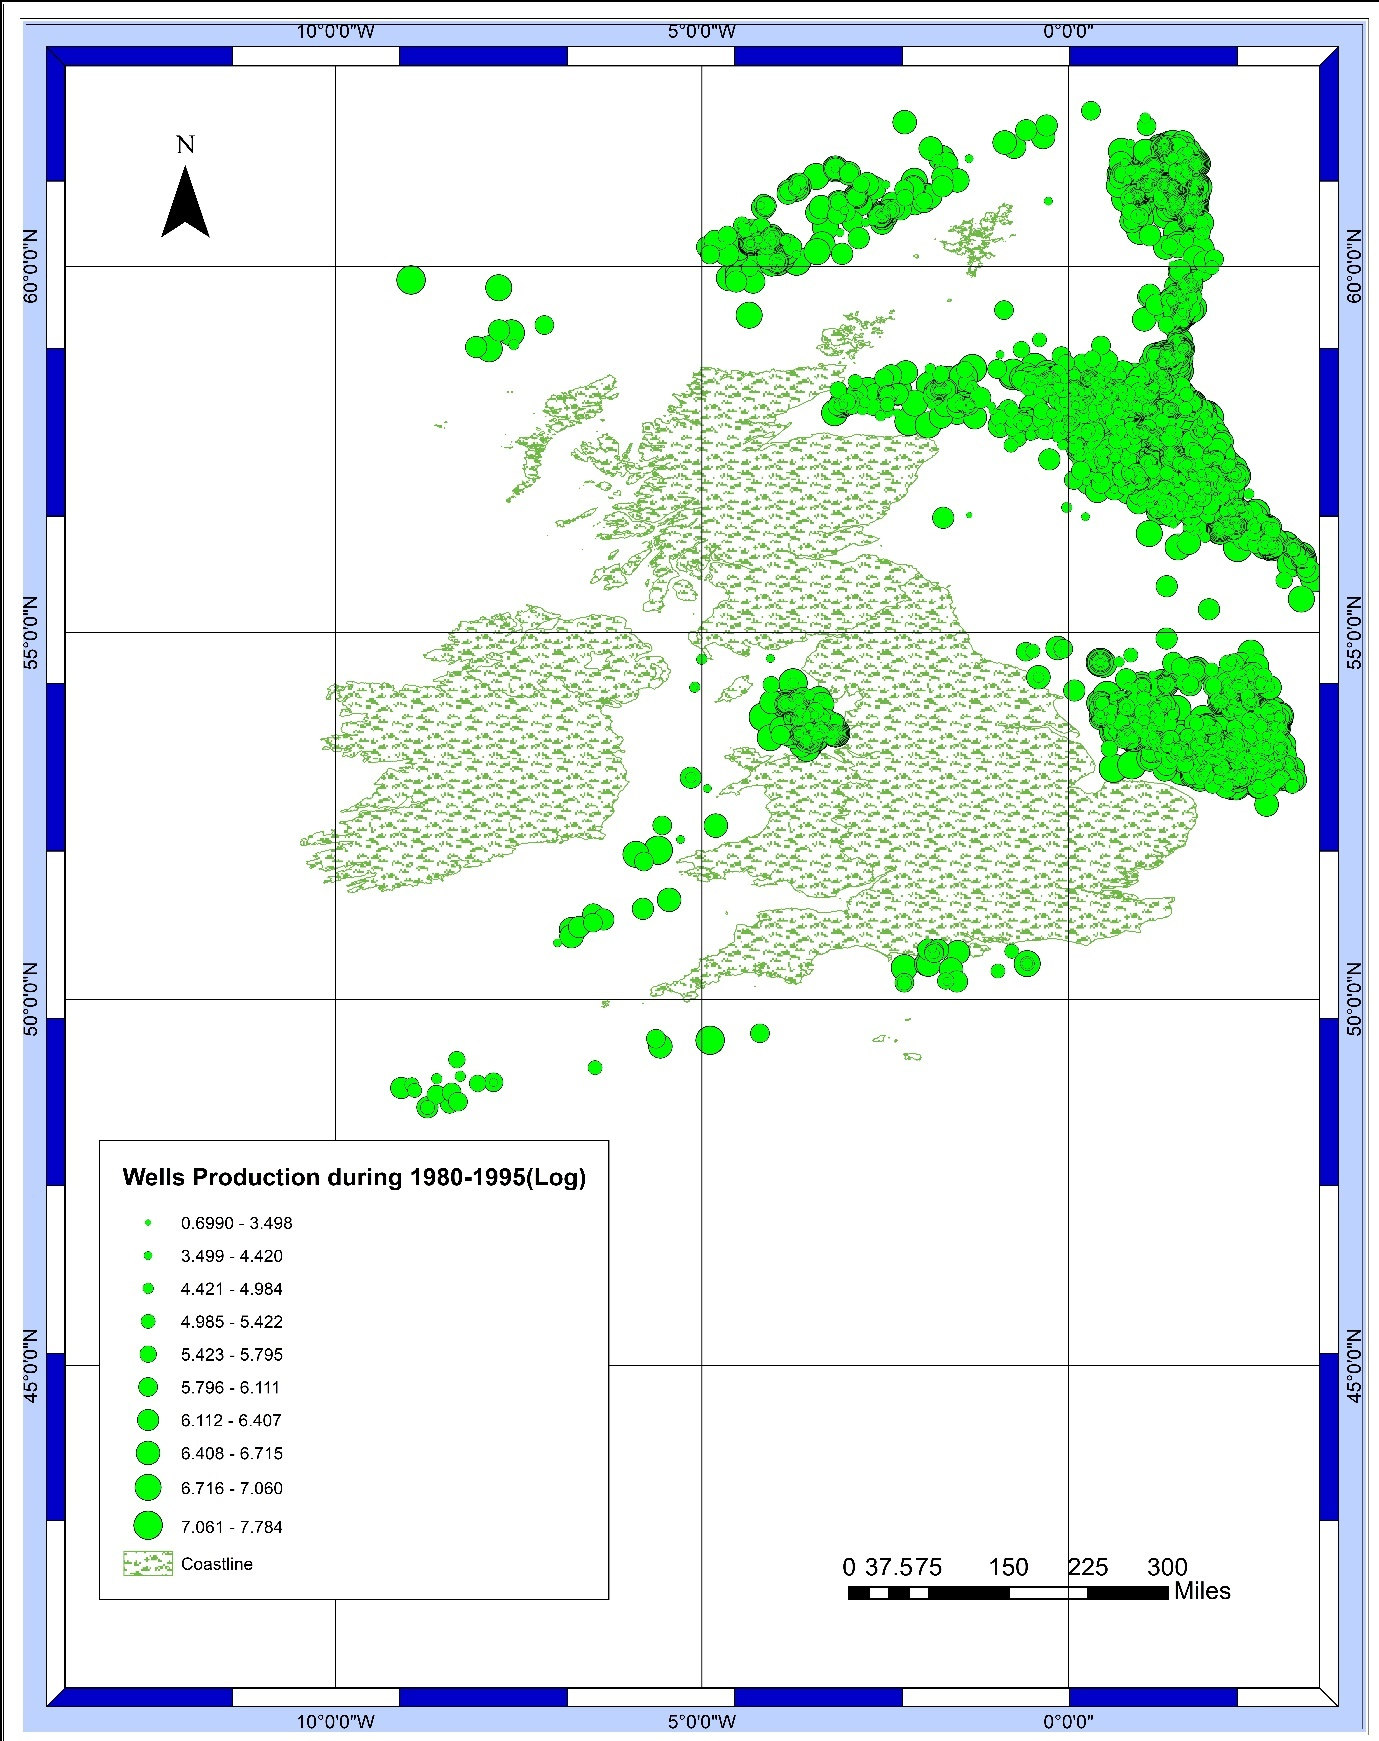 10°0'0"W 5°0'0"W 0°0'0"
N
60°0'0"N 60°0'0"N
55°0'0"N 55°0'0"N
50°0'0"N 50°0'0"N
Wells Production during 1980-1995(Log)
0.6990 - 3.498
3.499 - 4.420
4.421 - 4.984
4.985 - 5.422
5.423 - 5.795
5.796 - 6.111
6.112 - 6.407
6.408 - 6.715
6.716 - 7.060
7.061 - 7.784
Coastline
45°0'0"N 45°0'0"N
0 37.575 150 225 300
Miles
10°0'0"W 5°0'0"W 0°0'0"